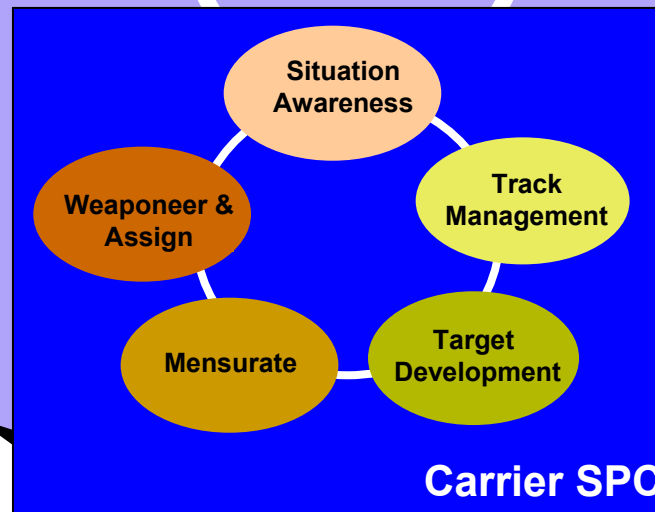 Situation
Awareness
Track
Management
Target
Development
Mensurate
Weaponeer &
Assign
Carrier SPO